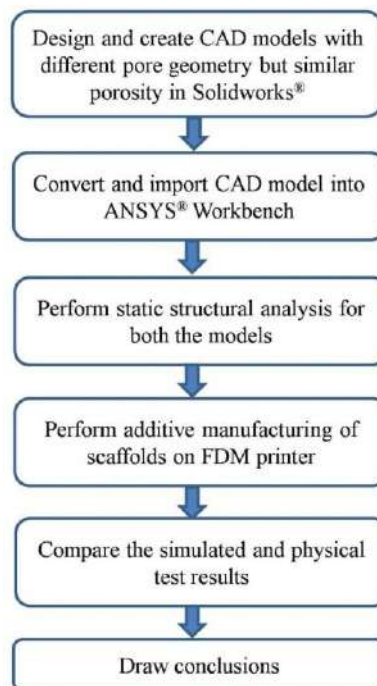 Design and create CAD models with
different pore geometry but similar
porosity in Solidworks®
Convert and import CAD model into
ANSYS® Workbench
Perform static structural analysis for
both the models
Perform additive manufacturing of
scaffolds on FDM printer
Compare the simulated and physical
test results
Draw conclusions